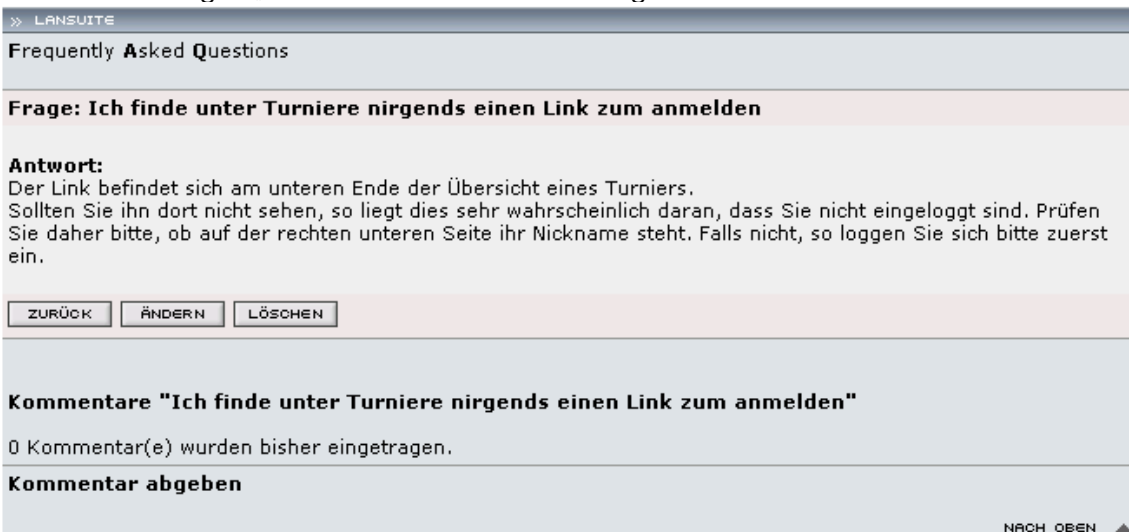 » LANSUITE
Frequently Asked Questions
Frage: Ich finde unter Turniere nirgends einen Link zum anmelden
Antwort:
Der Link befindet sich am unteren Ende der Übersicht eines Turniers.
Sollten Sie ihn dort nicht sehen, so liegt dies sehr wahrscheinlich daran, dass Sie nicht eingeloggt sind. Prüfen
Sie daher bitte, ob auf der rechten unteren Seite ihr Nickname steht. Falls nicht, so loggen Sie sich bitte zuerst
ein.
ZURÜCK ÄNDERN LÖSCHEN
Kommentare "Ich finde unter Turniere nirgends einen Link zum anmelden"
0 Kommentar(e) wurden bisher eingetragen.
Kommentar abgeben
NACH OBEN